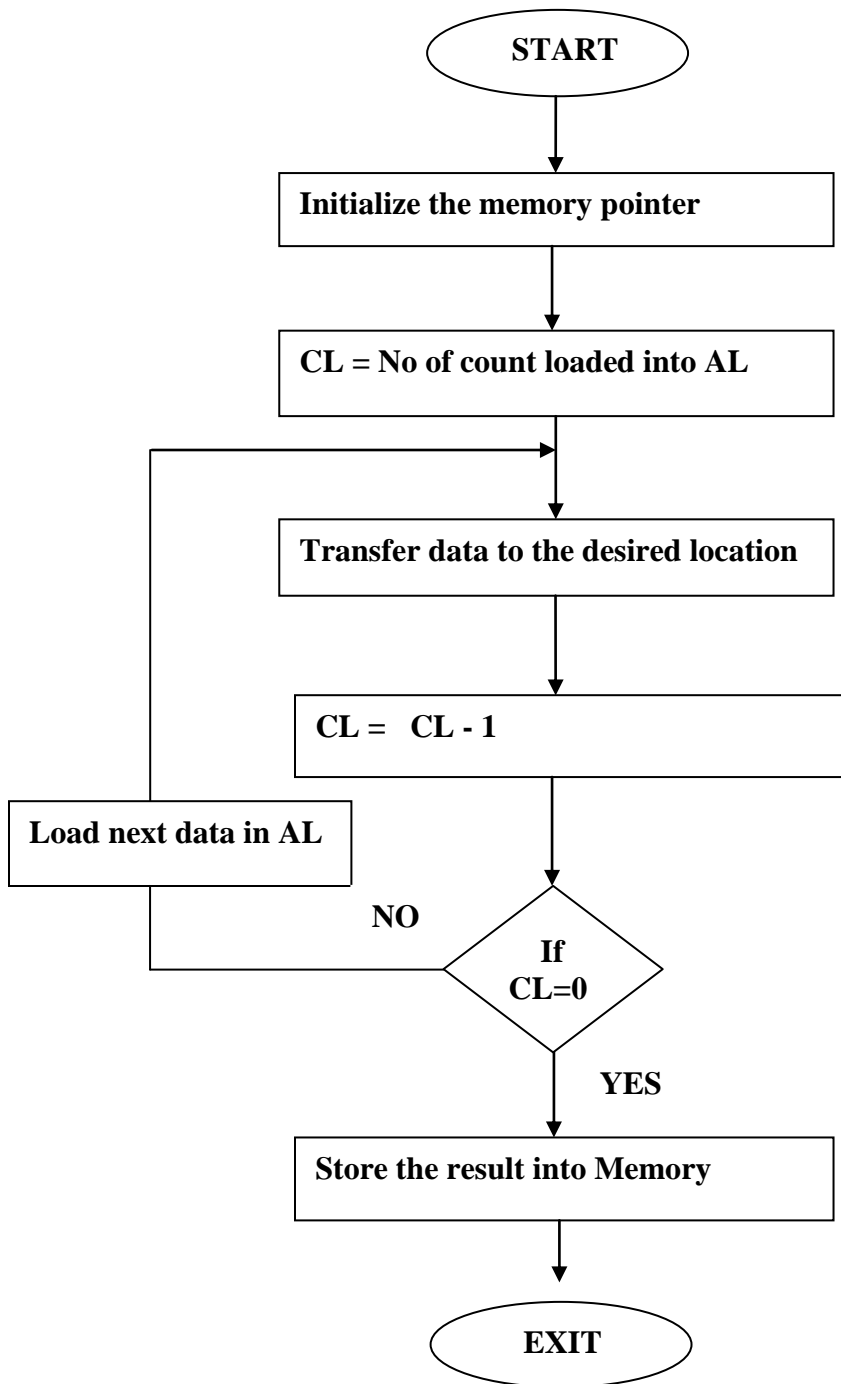 START
Initialize the memory pointer
CL = No of count loaded into AL
Transfer data to the desired location
CL =   CL - 1
Load next data in AL
NO
If
CL=0
YES
Store the result into Memory
EXIT